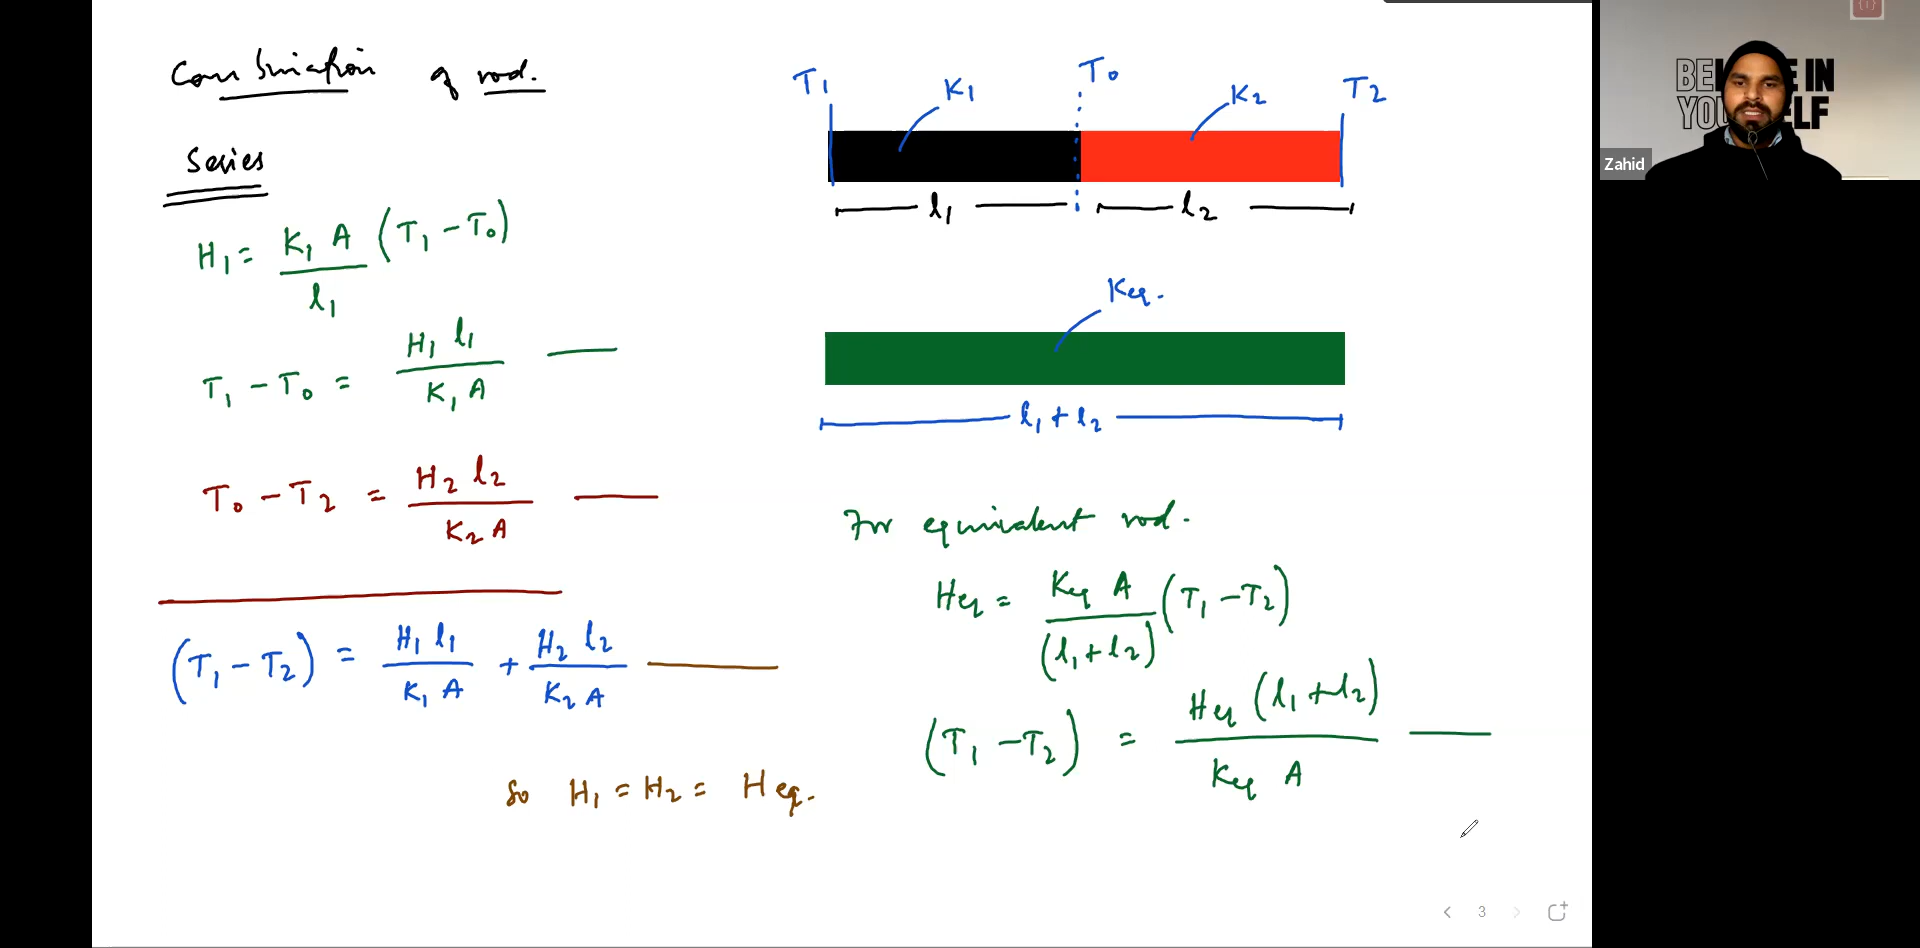 Combination of rod.
Series
H₁ = K₁ A / l₁ (T₁ – T₀)
T₁ – T₀ = H₁ l₁ / K₁ A
T₀ – T₂ = H₂ l₂ / K₂ A
(T₁ – T₂) = H₁ l₁ / K₁ A + H₂ l₂ / K₂ A
So H₁ = H₂ = Heq.
T₁ K₁ T₀ K₂ T₂
l₁ l₂
Keq.
l₁ + l₂
For equivalent rod.
Heq = Keq A / (l₁ + l₂) (T₁ – T₂)
(T₁ – T₂) = Heq (l₁ + l₂) / Keq A
3
IN
YO ELF
Zahid